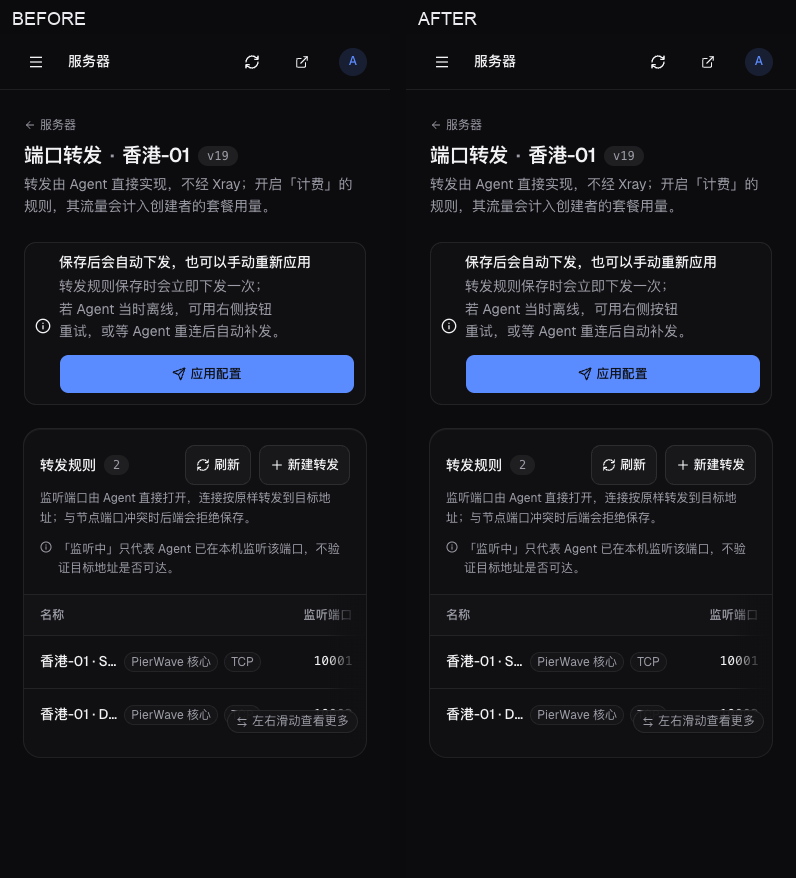 BEFORE
服务器
A
← 服务器
端口转发 · 香港-01 v19
转发由 Agent 直接实现，不经 Xray；开启「计费」的
规则，其流量会计入创建者的套餐用量。
保存后会自动下发，也可以手动重新应用
转发规则保存时会立即下发一次；
若 Agent 当时离线，可用右侧按钮
重试，或等 Agent 重连后自动补发。
应用配置
转发规则 2 刷新 + 新建转发
监听端口由 Agent 直接打开，连接按原样转发到目标地
址；与节点端口冲突时后端会拒绝保存。
「监听中」只代表 Agent 已在本机监听该端口，不验
证目标地址是否可达。
名称 监听端口
香港-01 · S... PierWave 核心 TCP 10001
香港-01 · D... PierWave 核心
左右滑动查看更多
AFTER
服务器
A
← 服务器
端口转发 · 香港-01 v19
转发由 Agent 直接实现，不经 Xray；开启「计费」的
规则，其流量会计入创建者的套餐用量。
保存后会自动下发，也可以手动重新应用
转发规则保存时会立即下发一次；
若 Agent 当时离线，可用右侧按钮
重试，或等 Agent 重连后自动补发。
应用配置
转发规则 2 刷新 + 新建转发
监听端口由 Agent 直接打开，连接按原样转发到目标地
址；与节点端口冲突时后端会拒绝保存。
「监听中」只代表 Agent 已在本机监听该端口，不验
证目标地址是否可达。
名称 监听端口
香港-01 · S... PierWave 核心 TCP 10001
香港-01 · D... PierWave 核心
左右滑动查看更多